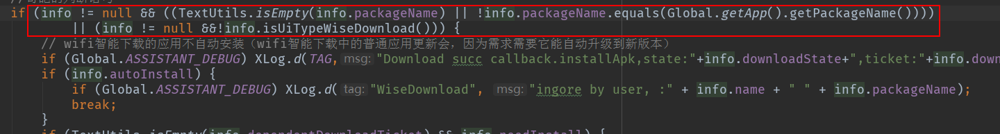 if (info != null && ((TextUtils.isEmpty(info.packageName) || !info.packageName.equals(Global.getApp().getPackageName())))
|| (info != null &&!info.isUiTypeWiseDownload())) {
// wifi智能下载的应用不自动安装（wifi智能下载中的普通应用更新会，因为需求需要它能自动升级到新版本）
if (Global.ASSISTANT_DEBUG) XLog.d(TAG, msg:"Download succ callback.installApk,state:"+info.downloadState+",ticket:"+info.down
if (info.autoInstall) {
if (Global.ASSISTANT_DEBUG) XLog.d( tag:"WiseDownload", msg:"ingore by user, :" + info.name + " " + info.packageName);
break;
}
if (TextUtils.isEmpty(info.dependentDownloadTicket) && info.needInstall) {